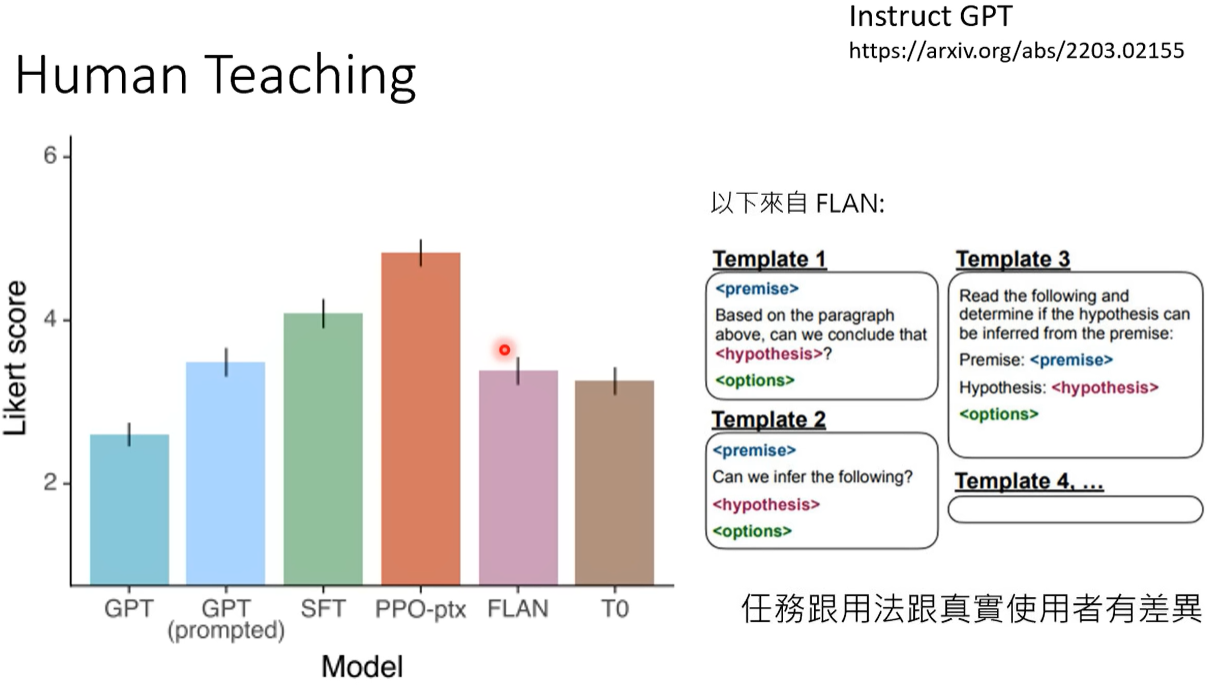 Instruct GPT
https://arxiv.org/abs/2203.02155
Human Teaching
6
4
2
Likert score
GPT
GPT
(prompted)
SFT
PPO-ptx
FLAN
T0
Model
以下來自 FLAN:
Template 1
<premise>
Based on the paragraph
above, can we conclude that
<hypothesis>?
<options>
Template 2
<premise>
Can we infer the following?
<hypothesis>
<options>
Template 3
Read the following and
determine if the hypothesis can
be inferred from the premise:
Premise: <premise>
Hypothesis: <hypothesis>
<options>
Template 4, ...
任務跟用法跟真實使用者有差異